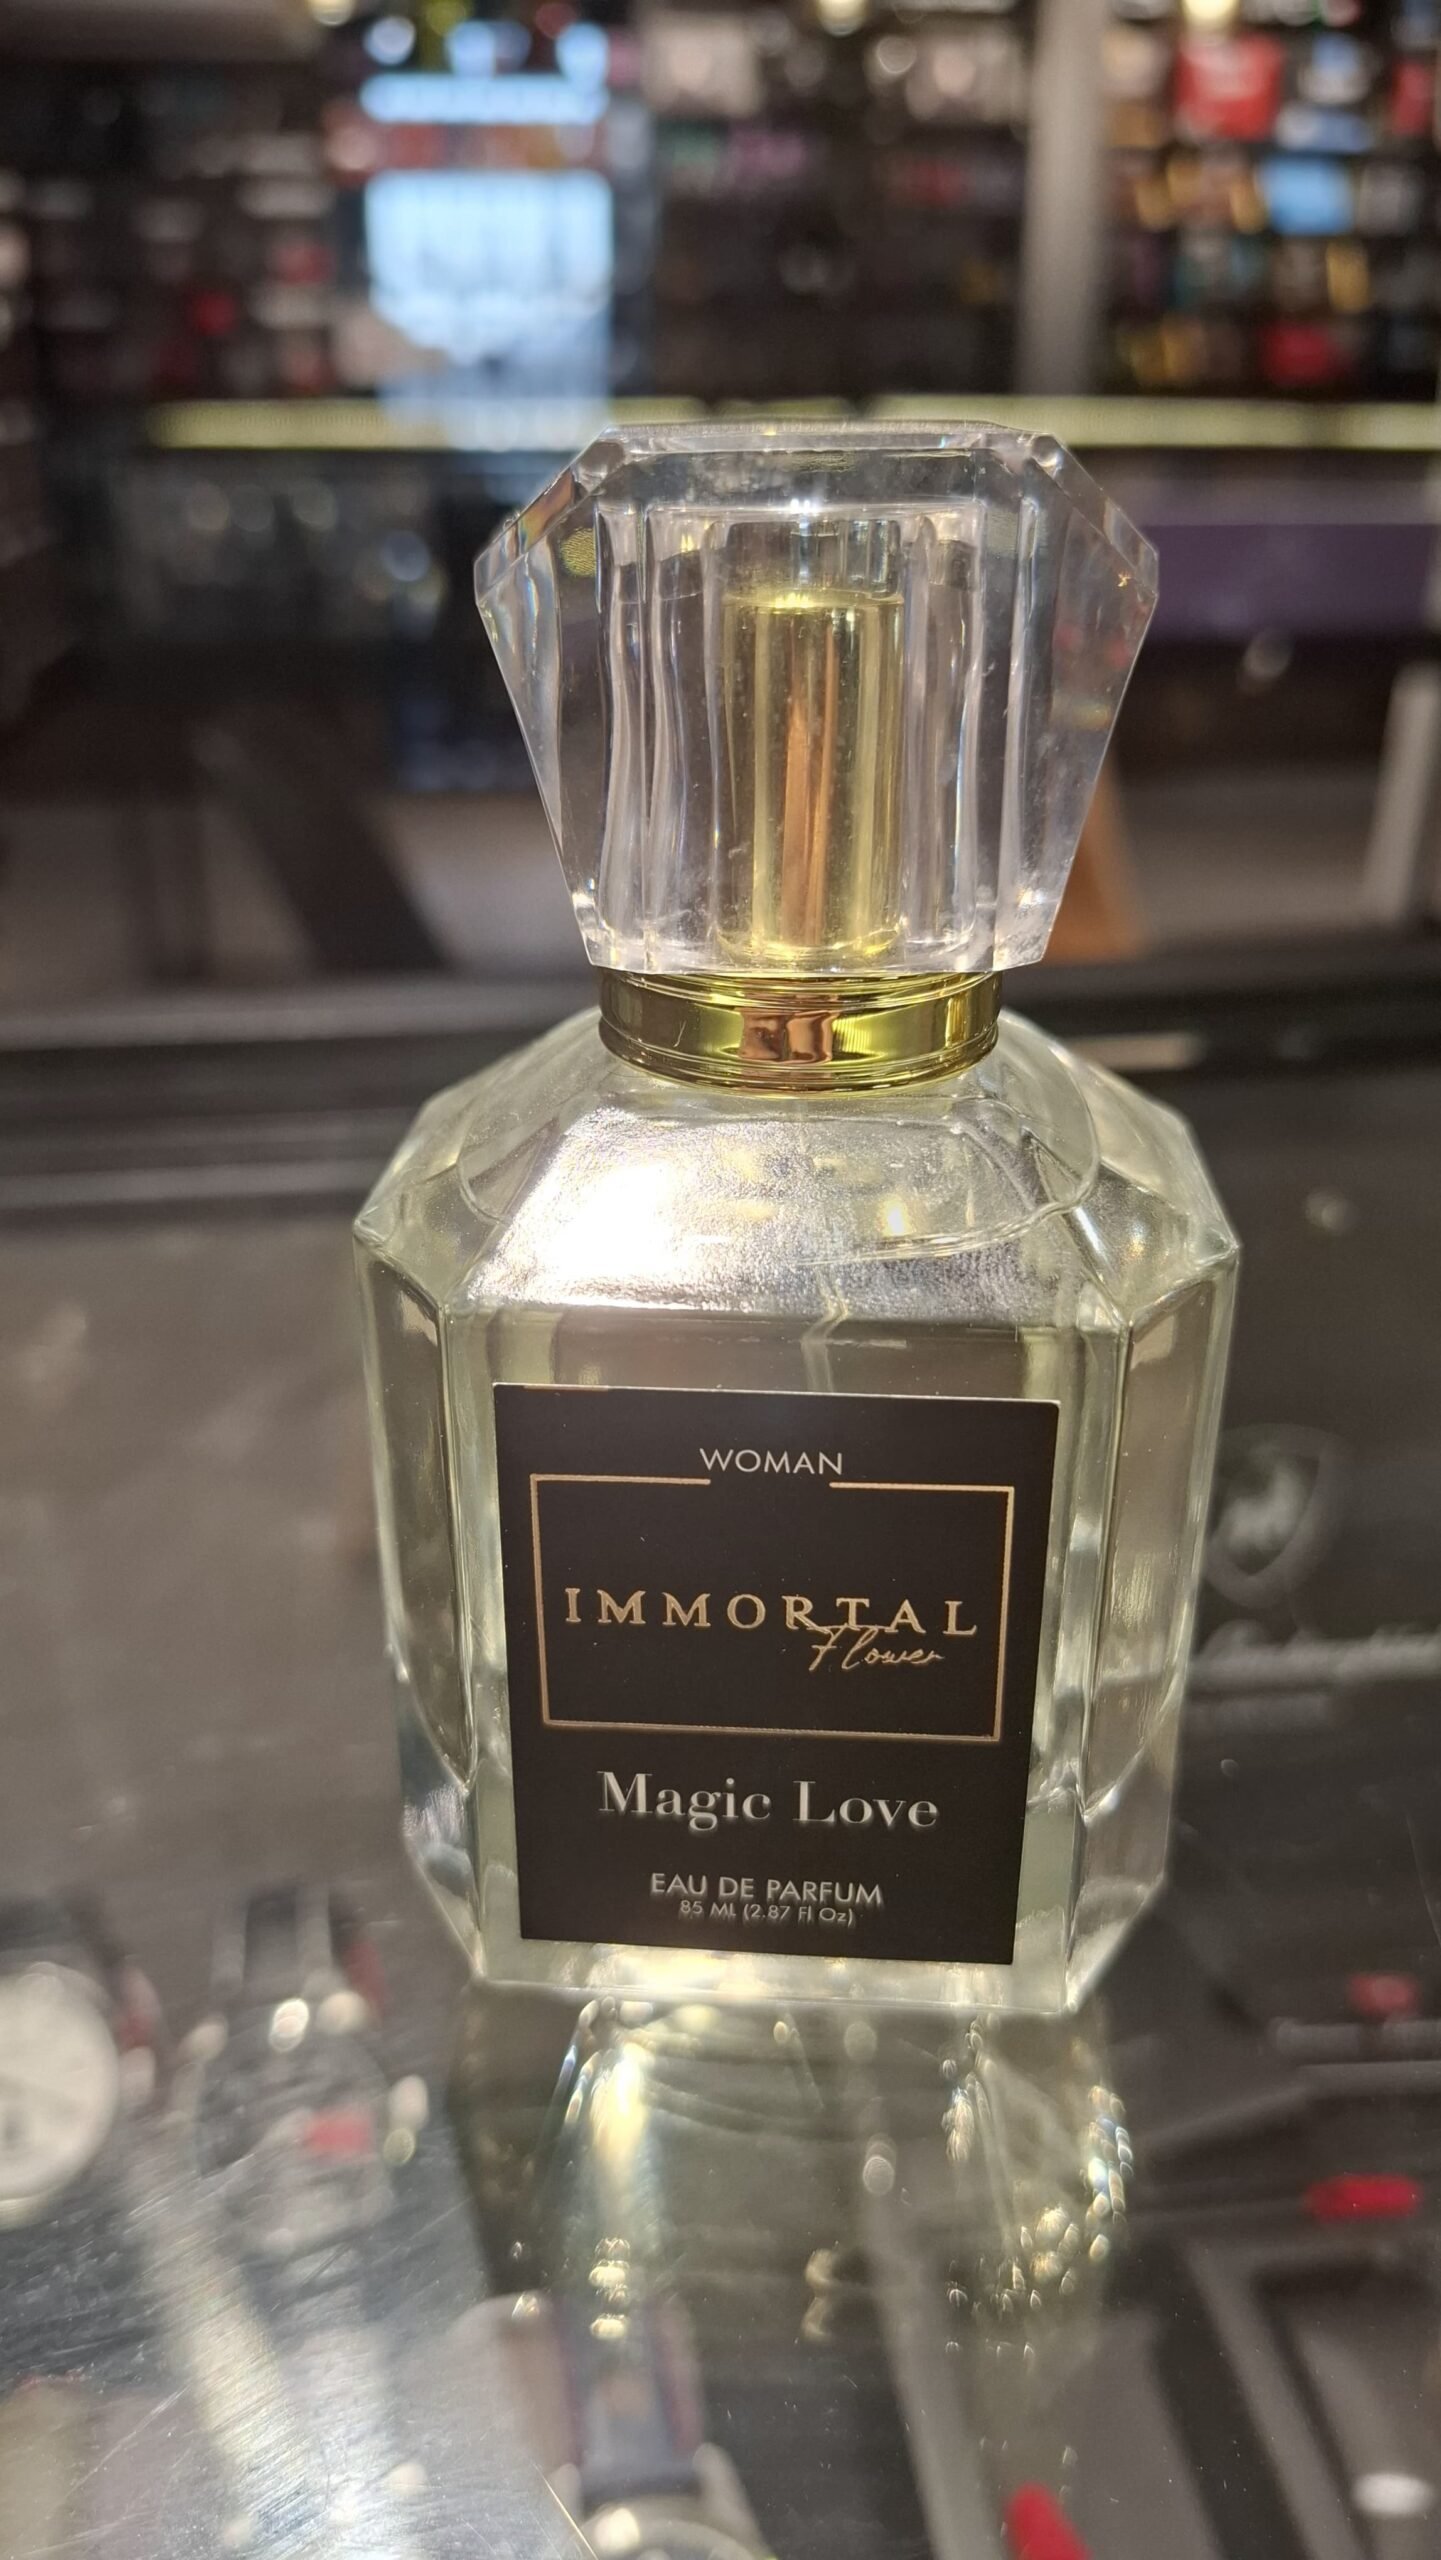 WOMAN
IMMORTAL
Flower
Magic Love
EAU DE PARFUM
85 ML (2.87 Fl Oz)